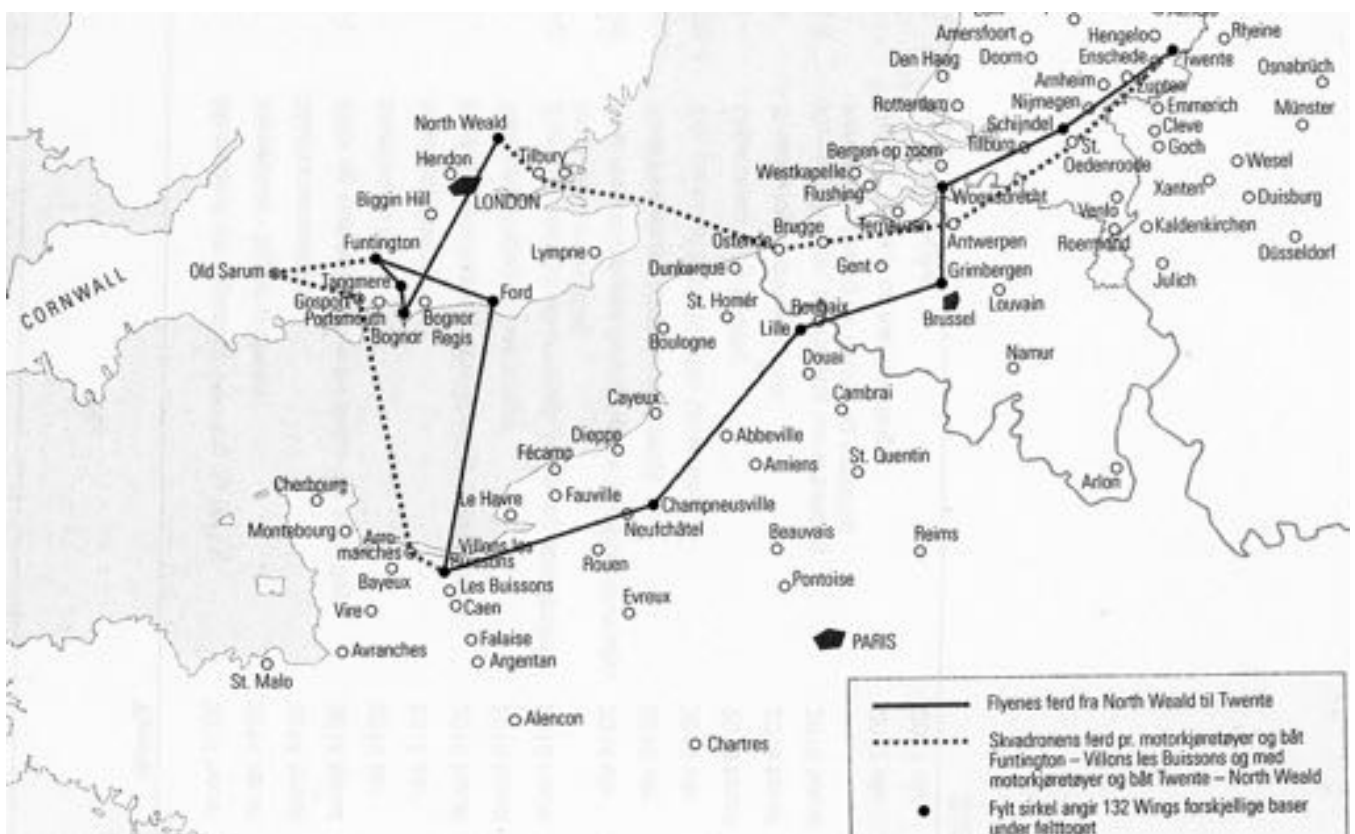 Amersfoort
Hengelo
Rheine
Den Haag
Doorn
Enschede
Twente
Osnabrüch
Arnheim
Zupten
Rotterdam
Nijmegen
Emmerich
Münster
North Weald
Schijndel
Cleve
Hendon
Tilbury
Bergen op zoom
Tilburg
St.
Oedenroode
Goch
Wesel
Westkapelle
Flushing
Xanten
LONDON
Woensdrecht
Duisburg
Biggin Hill
Terneusen
Venlo
Kaldenkirchen
Funtington
Brugge
Antwerpen
Roermond
Düsseldorf
Old Sarum
Lympne
Ostende
Dunkerque
Gent
Grimbergen
Julich
CORNWALL
Tangmere
Gosport
Portsmouth
Ford
St. Homér
Roubaix
Louvain
Bognor
Bognor
Regis
Boulogne
Lille
Brussel
Douai
Namur
Cayeux
Cambrai
Dieppe
Abbeville
Fécamp
Amiens
St. Quentin
Arlon
Cherbourg
Le Havre
Fauville
Champneusville
Montebourg
Neufchâtel
Arromanches
Villons les
Buissons
Beauvais
Reims
Bayeux
Rouen
Les Buissons
Pontoise
Vire
Caen
Evreux
Avranches
Falaise
PARIS
St. Malo
Argentan
Alencon
Chartres
Flyenes ferd fra North Weald til Twente
Skvadronens ferd pr. motorkjøretøyer og båt
Funtington – Villons les Buissons og med
motorkjøretøyer og båt Twente – North Weald
Fylt sirkel angir 132 Wings forskjellige baser
under felttoget